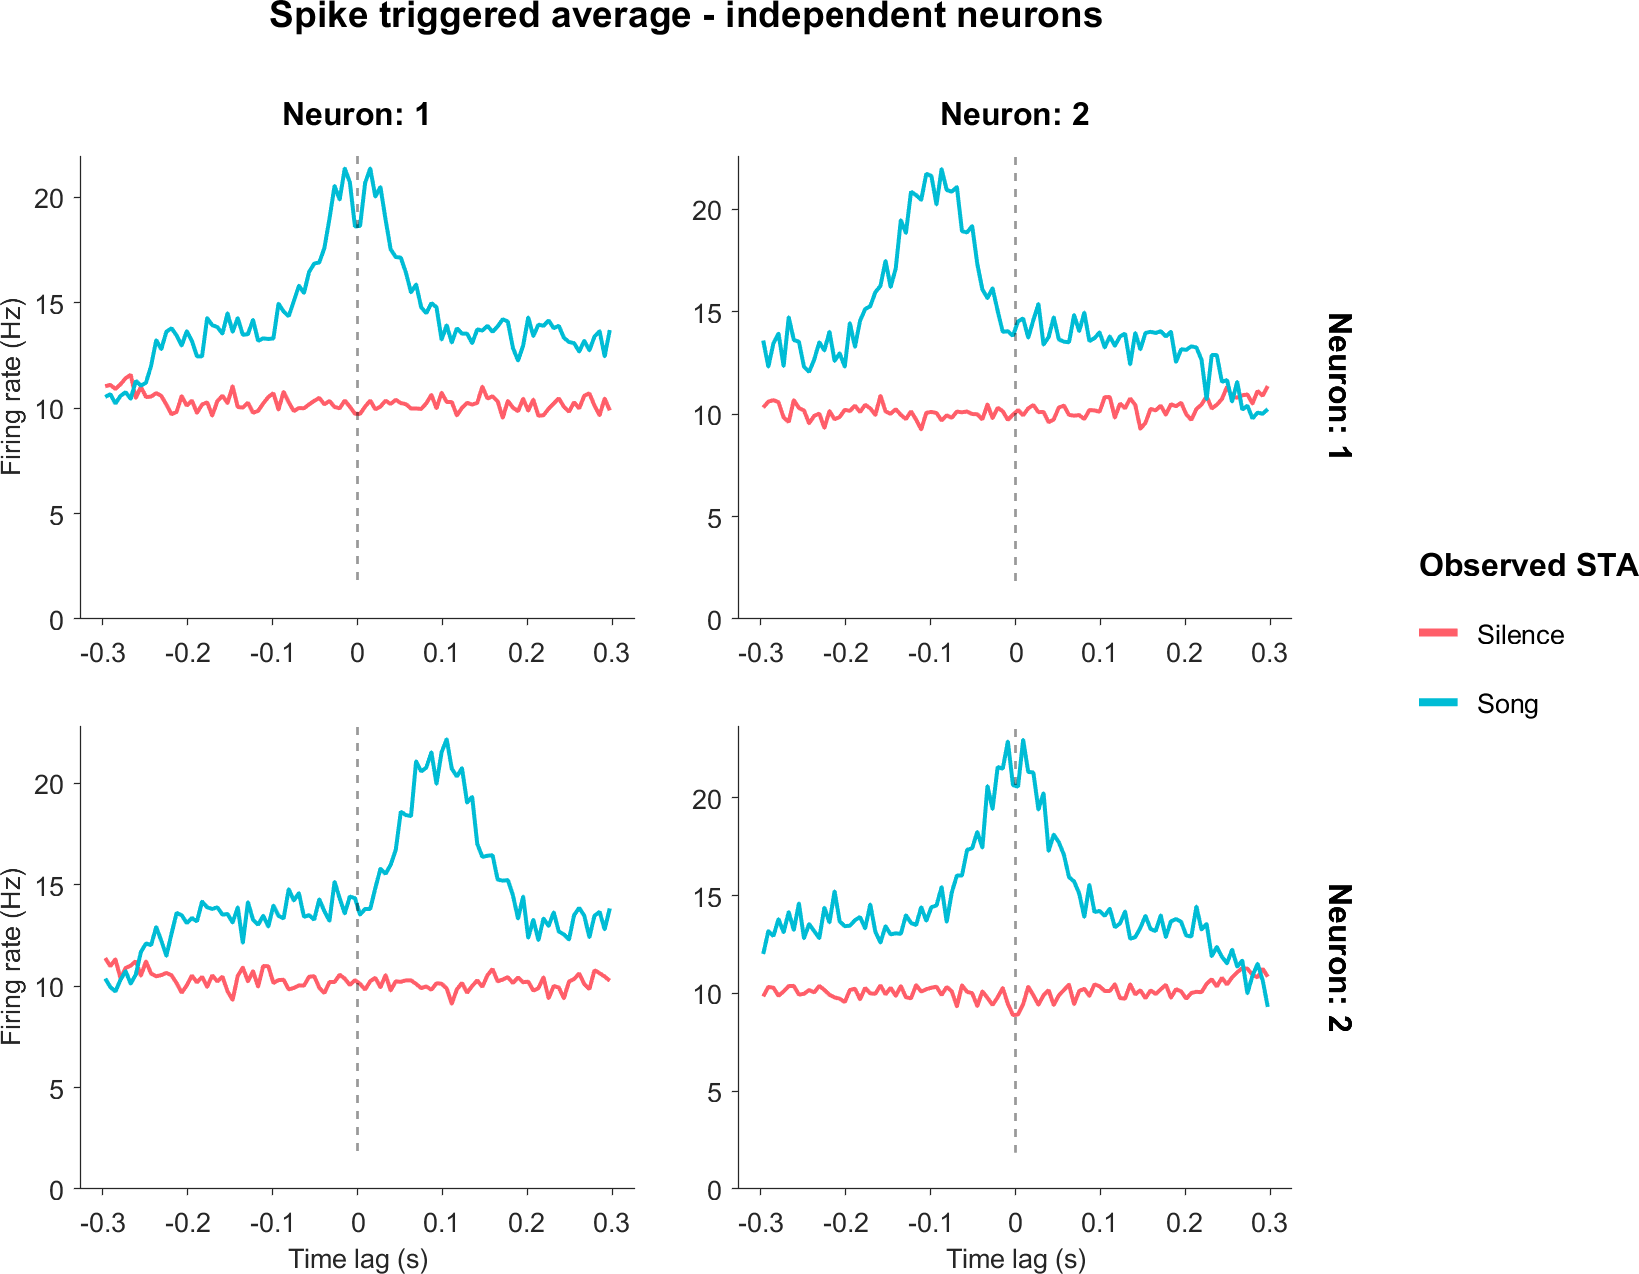 Spike triggered average - independent neurons
Neuron: 1
Neuron: 2
Firing rate (Hz)
20
15
10
5
0
-0.3 -0.2 -0.1 0 0.1 0.2 0.3
20
15
10
5
0
-0.3 -0.2 -0.1 0 0.1 0.2 0.3
Neuron: 1
Firing rate (Hz)
20
15
10
5
0
-0.3 -0.2 -0.1 0 0.1 0.2 0.3
Time lag (s)
20
15
10
5
0
-0.3 -0.2 -0.1 0 0.1 0.2 0.3
Time lag (s)
Neuron: 2
Observed STA
Silence
Song